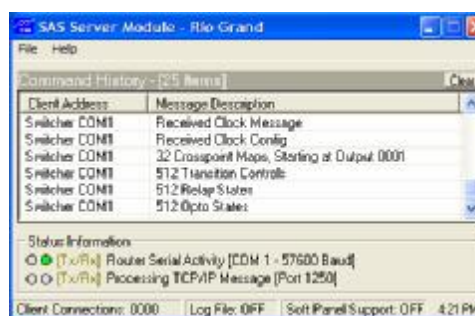 SAS Server Module - Rio Grand
File Help
Command History - [25 Items]
Clear
Client Address Message Description
Switcher COM1 Received Clock Message
Switcher COM1 Received Clock Config
Switcher COM1 32 Crosspoint Maps, Starting at Output 0001
Switcher COM1 512 Transition Controls
Switcher COM1 512 Relay States
Switcher COM1 512 Opto States
Status Information
[Tx/Rx] Router Serial Activity [COM 1 - 57600 Baud]
[Tx/Rx] Processing TCP/IP Message [Port 1250]
Client Connections: 0000 Log File: OFF Soft Panel Support: OFF 4:21 PM